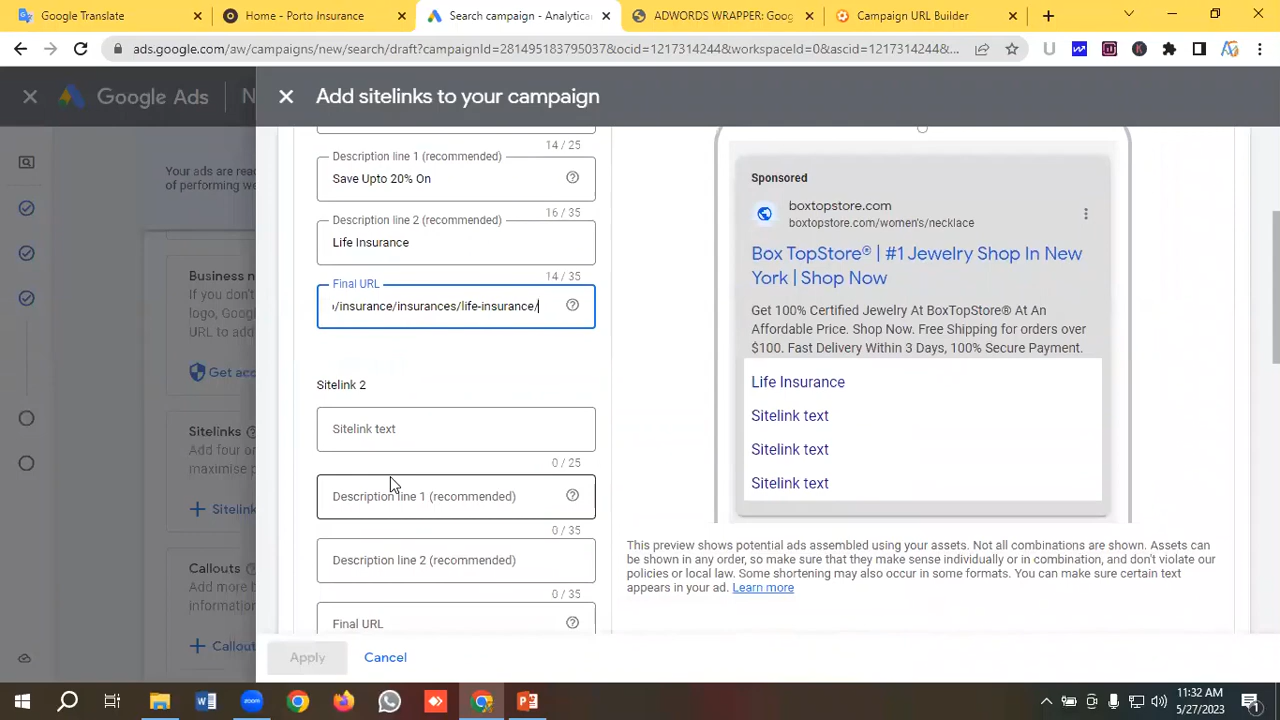 Google Translate
Home - Porto Insurance
Search campaign - Analytica
ADWORDS WRAPPER: Goog
Campaign URL Builder
ads.google.com/aw/campaigns/new/search/draft?campaignId=281495183795037&ocid=1217314244&workspaceId=0&ascid=1217314244&...
Google Ads
N
Add sitelinks to your campaign
Your ads are rea
of performing we
14 / 25
Description line 1 (recommended)
Save Upto 20% On
16 / 35
Description line 2 (recommended)
Life Insurance
14 / 35
Final URL
/insurance/insurances/life-insurance/
Sitelink 2
Sitelink text
0 / 25
Description line 1 (recommended)
0 / 35
Description line 2 (recommended)
0 / 35
Final URL
Business n
If you don't
logo, Goog
URL to add
Get acc
Sitelinks
Add four or
maximise p
Sitelink
Callouts
Add more b
information
Callou
Sponsored
boxtopstore.com
boxtopstore.com/women's/necklace
Box TopStore® | #1 Jewelry Shop In New
York | Shop Now
Get 100% Certified Jewelry At BoxTopStore® At An
Affordable Price. Shop Now. Free Shipping for orders over
$100. Fast Delivery Within 3 Days, 100% Secure Payment.
Life Insurance
Sitelink text
Sitelink text
Sitelink text
This preview shows potential ads assembled using your assets. Not all combinations are shown. Assets can
be shown in any order, so make sure that they make sense individually or in combination, and don't violate our
policies or local law. Some shortening may also occur in some formats. You can make sure certain text
appears in your ad. Learn more
Apply
Cancel
11:32 AM
5/27/2023